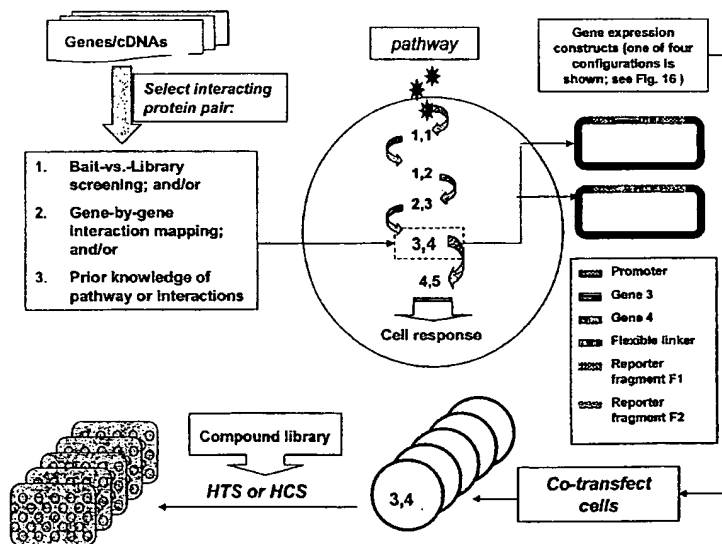 Genes/cDNAs
Select interacting
protein pair:
1. Bait-vs.-Library
screening; and/or
2. Gene-by-gene
interaction mapping;
and/or
3. Prior knowledge of
pathway or Interactions
pathway
1,1
1,2
2,3
3,4
4,5
Cell response
Gene expression
constructs (one of four
configurations is
shown; see Fig. 16 )
Promoter
Gene 3
Gene 4
Flexible linker
Reporter
fragment F1
Reporter
fragment F2
Compound library
HTS or HCS
3,4
Co-transfect
cells